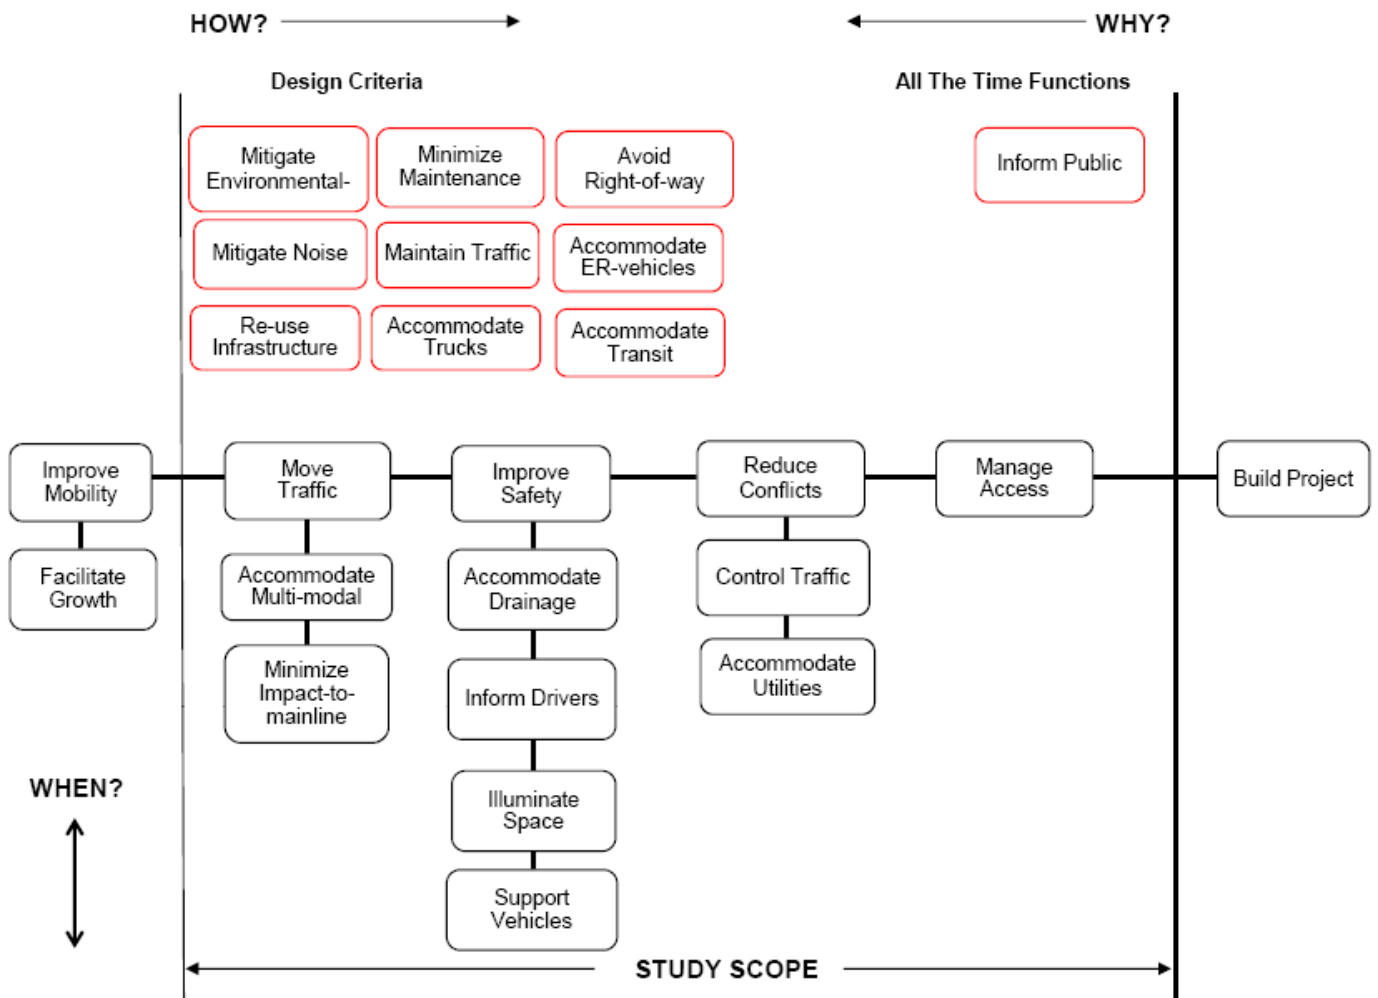 HOW?
WHY?
Design Criteria
All The Time Functions
Mitigate
Environmental-
Minimize
Maintenance
Avoid
Right-of-way
Inform Public
Mitigate Noise
Maintain Traffic
Accommodate
ER-vehicles
Re-use
Infrastructure
Accommodate
Trucks
Accommodate
Transit
Improve
Mobility
Move
Traffic
Improve
Safety
Reduce
Conflicts
Manage
Access
Build Project
Facilitate
Growth
Accommodate
Multi-modal
Accommodate
Drainage
Control Traffic
Minimize
Impact-to-
mainline
Inform Drivers
Accommodate
Utilities
WHEN?
Illuminate
Space
Support
Vehicles
STUDY SCOPE